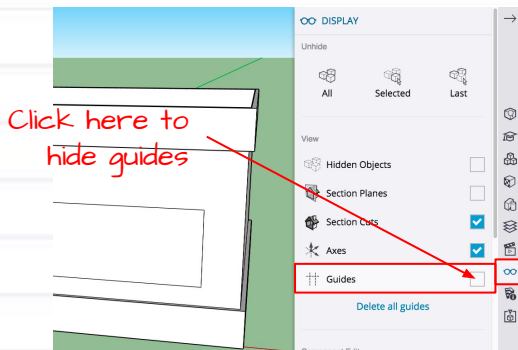 DISPLAY
Unhide
All Selected Last
Click here to
hide guides
View
Hidden Objects
Section Planes
Section Cuts
Axes
Guides
Delete all guides